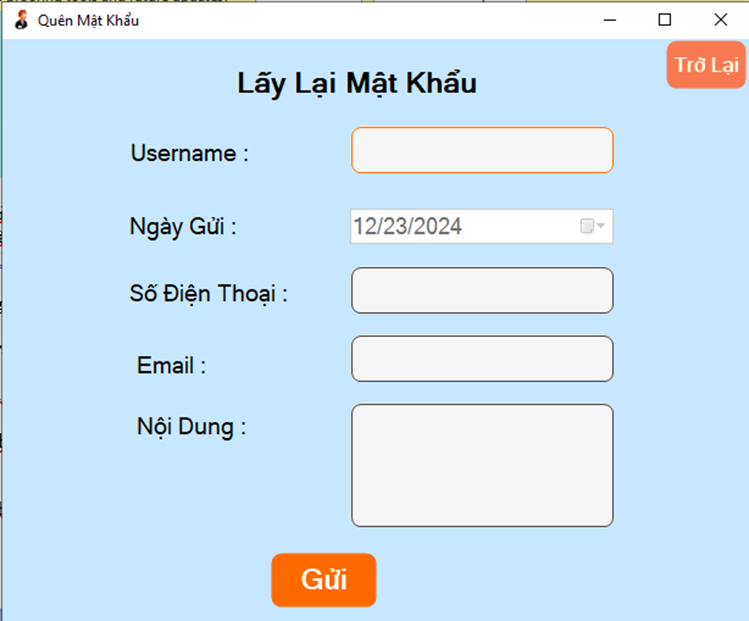 Quên Mật Khẩu
Trở Lại
Lấy Lại Mật Khẩu
Username :
Ngày Gửi :
12/23/2024
Số Điện Thoại :
Email :
Nội Dung :
Gửi